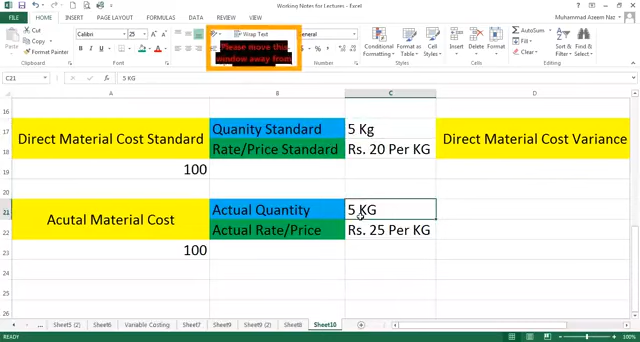 Working Notes for Lectures - Excel
FILE HOME INSERT PAGE LAYOUT FORMULAS DATA REVIEW VIEW
Muhammad Azeem Naz
Cut
Copy
Format Painter
Paste
Clipboard
Calibri 25
Font
Please move this
window away from
Wrap Text
General
Number
Conditional Formatting
Format as Table
Cell Styles
Styles
Insert Delete Format
Cells
AutoSum
Fill
Clear
Sort & Filter
Find & Select
Editing
C21 5 KG
A B C D
16
17 Direct Material Cost Standard Quanity Standard 5 Kg Direct Material Cost Variance
18 Rate/Price Standard Rs. 20 Per KG
19 100
20
21 Acutal Material Cost Actual Quantity 5 KG
22 Actual Rate/Price Rs. 25 Per KG
23 100
24
25
26
... Sheet5 (2) Sheet6 Variable Costing Sheet7 Sheet9 Sheet9 (2) Sheet8 Sheet10
READY 100%